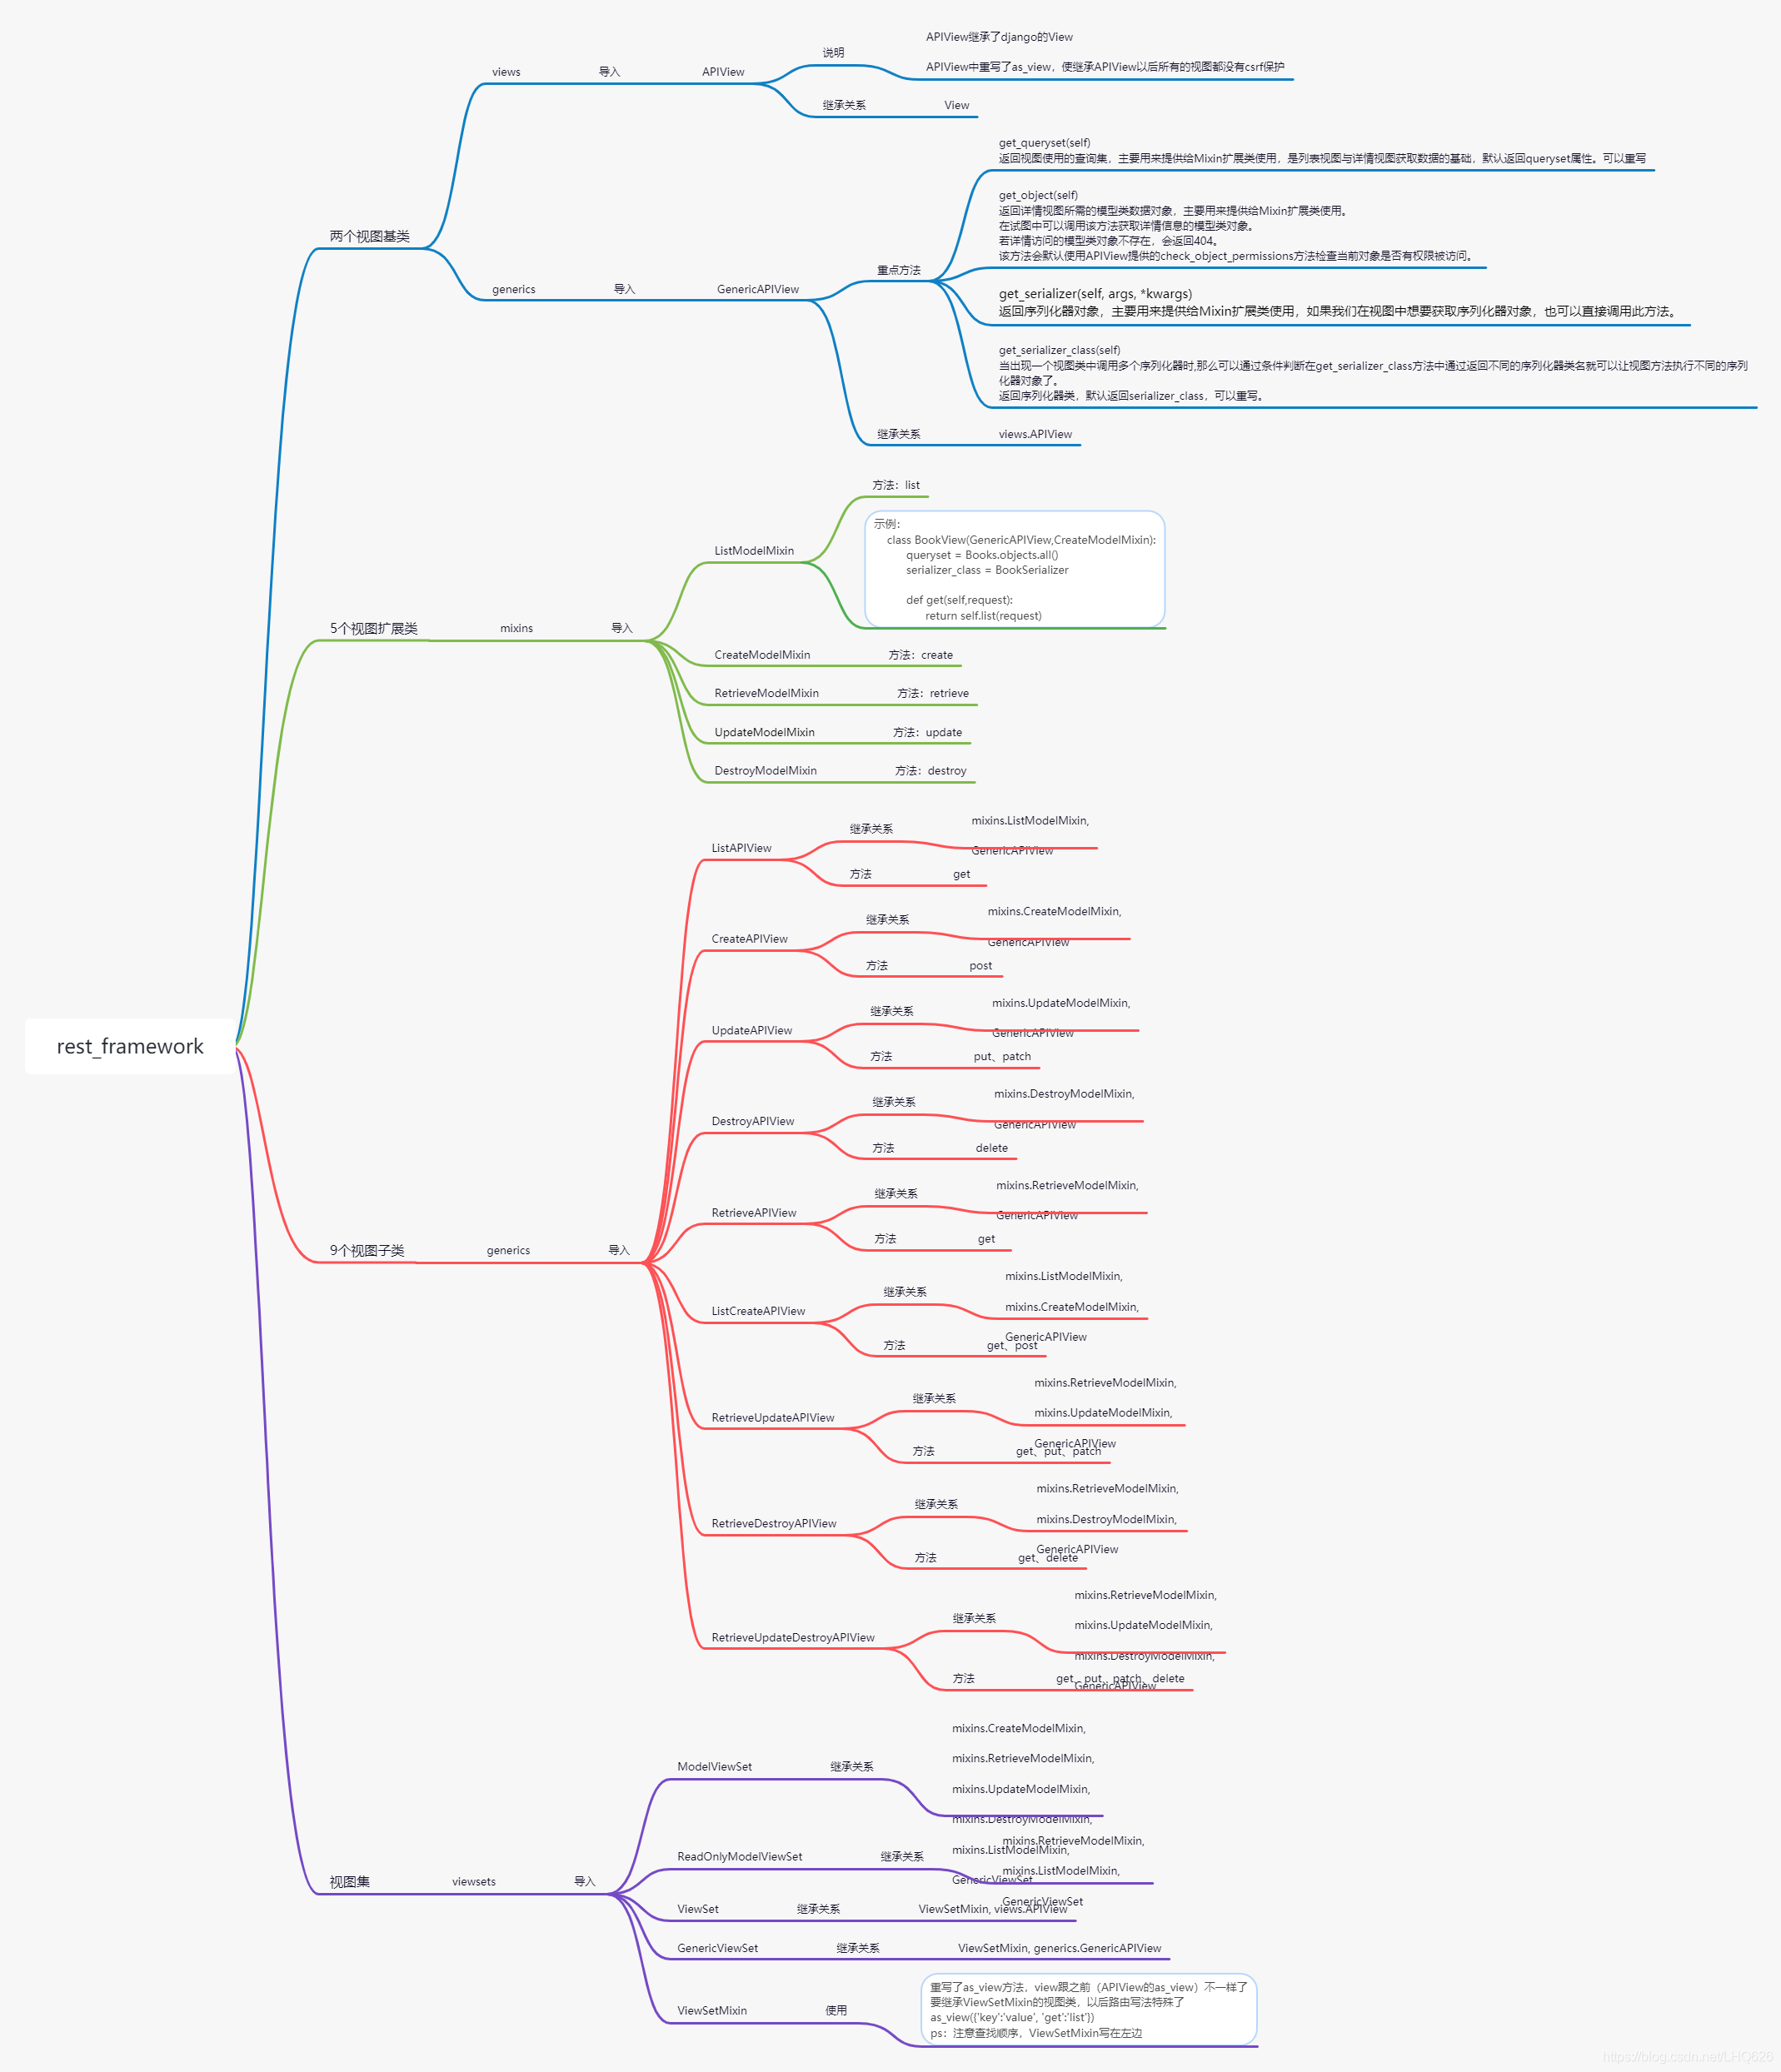 rest_framework
两个视图基类
views
导入
APIView
说明
APIView继承了django的View
APIView中重写了as_view，使继承APIView以后所有的视图都没有csrf保护
继承关系
View
generics
导入
GenericAPIView
重点方法
get_queryset(self)
返回视图使用的查询集，主要用来提供给Mixin扩展类使用，是列表视图与详情视图获取数据的基础，默认返回queryset属性。可以重写
get_object(self)
返回详情视图所需的模型类数据对象，主要用来提供给Mixin扩展类使用。
在试图中可以调用该方法获取详情信息的模型类对象。
若详情访问的模型类对象不存在，会返回404。
该方法会默认使用APIView提供的check_object_permissions方法检查当前对象是否有权限被访问。
get_serializer(self, args, *kwargs)
返回序列化器对象，主要用来提供给Mixin扩展类使用，如果我们在视图中想要获取序列化器对象，也可以直接调用此方法。
get_serializer_class(self)
当出现一个视图类中调用多个序列化器时,那么可以通过条件判断在get_serializer_class方法中通过返回不同的序列化器类名就可以让视图方法执行不同的序列
化器对象了。
返回序列化器类，默认返回serializer_class，可以重写。
继承关系
views.APIView
5个视图扩展类
mixins
导入
ListModelMixin
方法：list
示例：
class BookView(GenericAPIView,CreateModelMixin):
queryset = Books.objects.all()
serializer_class = BookSerializer
def get(self,request):
return self.list(request)
CreateModelMixin
方法：create
RetrieveModelMixin
方法：retrieve
UpdateModelMixin
方法：update
DestroyModelMixin
方法：destroy
9个视图子类
generics
导入
ListAPIView
继承关系
mixins.ListModelMixin,
GenericAPIView
方法
get
CreateAPIView
继承关系
mixins.CreateModelMixin,
GenericAPIView
方法
post
UpdateAPIView
继承关系
mixins.UpdateModelMixin,
GenericAPIView
方法
put、patch
DestroyAPIView
继承关系
mixins.DestroyModelMixin,
GenericAPIView
方法
delete
RetrieveAPIView
继承关系
mixins.RetrieveModelMixin,
GenericAPIView
方法
get
ListCreateAPIView
继承关系
mixins.ListModelMixin,
mixins.CreateModelMixin,
GenericAPIView
方法
get、post
RetrieveUpdateAPIView
继承关系
mixins.RetrieveModelMixin,
mixins.UpdateModelMixin,
GenericAPIView
方法
get、put、patch
RetrieveDestroyAPIView
继承关系
mixins.RetrieveModelMixin,
mixins.DestroyModelMixin,
GenericAPIView
方法
get、delete
RetrieveUpdateDestroyAPIView
继承关系
mixins.RetrieveModelMixin,
mixins.UpdateModelMixin,
mixins.DestroyModelMixin,
GenericAPIView
方法
get、put、patch、delete
视图集
viewsets
导入
ModelViewSet
继承关系
mixins.CreateModelMixin,
mixins.RetrieveModelMixin,
mixins.UpdateModelMixin,
mixins.DestroyModelMixin,
mixins.ListModelMixin,
GenericViewSet
ReadOnlyModelViewSet
继承关系
mixins.RetrieveModelMixin,
mixins.ListModelMixin,
GenericViewSet
ViewSet
继承关系
ViewSetMixin, views.APIView
GenericViewSet
继承关系
ViewSetMixin, generics.GenericAPIView
ViewSetMixin
使用
重写了as_view方法，view跟之前（APIView的as_view）不一样了
要继承ViewSetMixin的视图类，以后路由写法特殊了
as_view({'key':'value', 'get':'list'})
ps：注意查找顺序，ViewSetMixin写在左边
https://blog.csdn.net/LHQ626